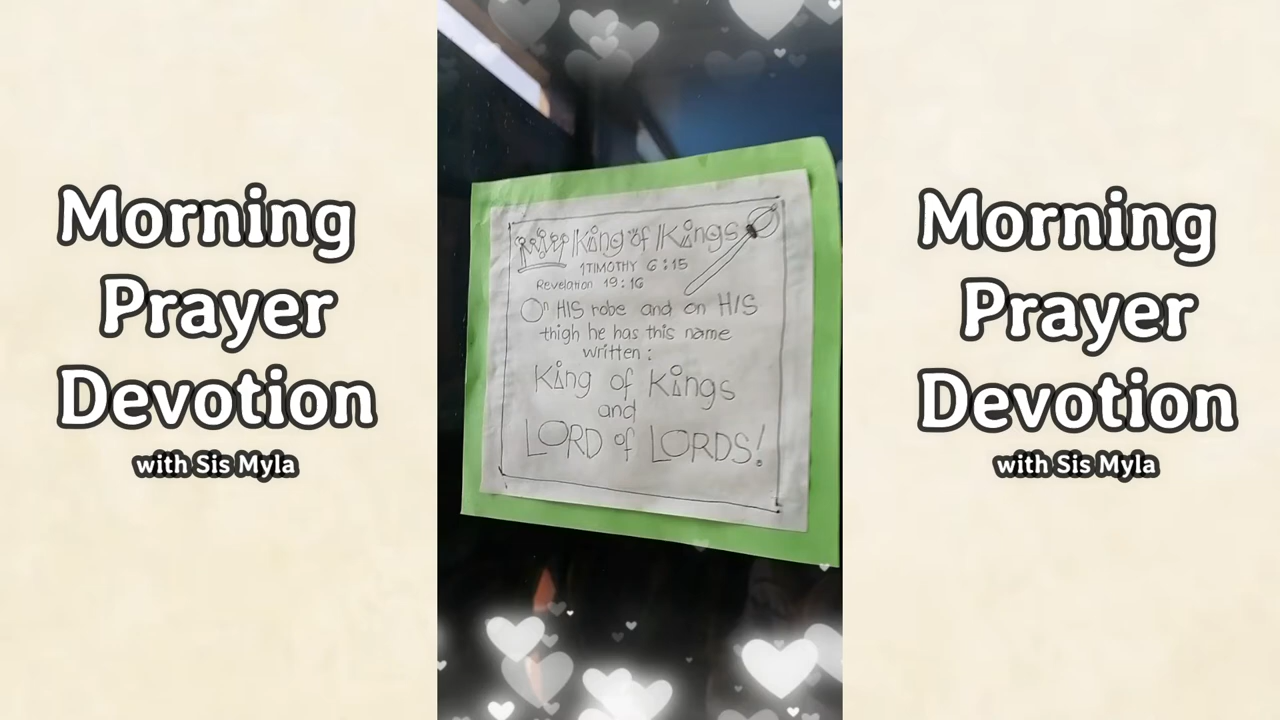 Morning
Prayer
Devotion
with Sis Myla
King of Kings
1 TIMOTHY 6:15
Revelation 19:16
On HIS robe and on HIS
thigh he has this name
written:
King of Kings
and
LORD of LORDS!
Morning
Prayer
Devotion
with Sis Myla